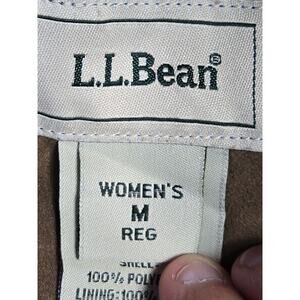 L.L.Bean®
WOMEN'S
M
REG
SHELL:
100% POLY
LINING: 100%